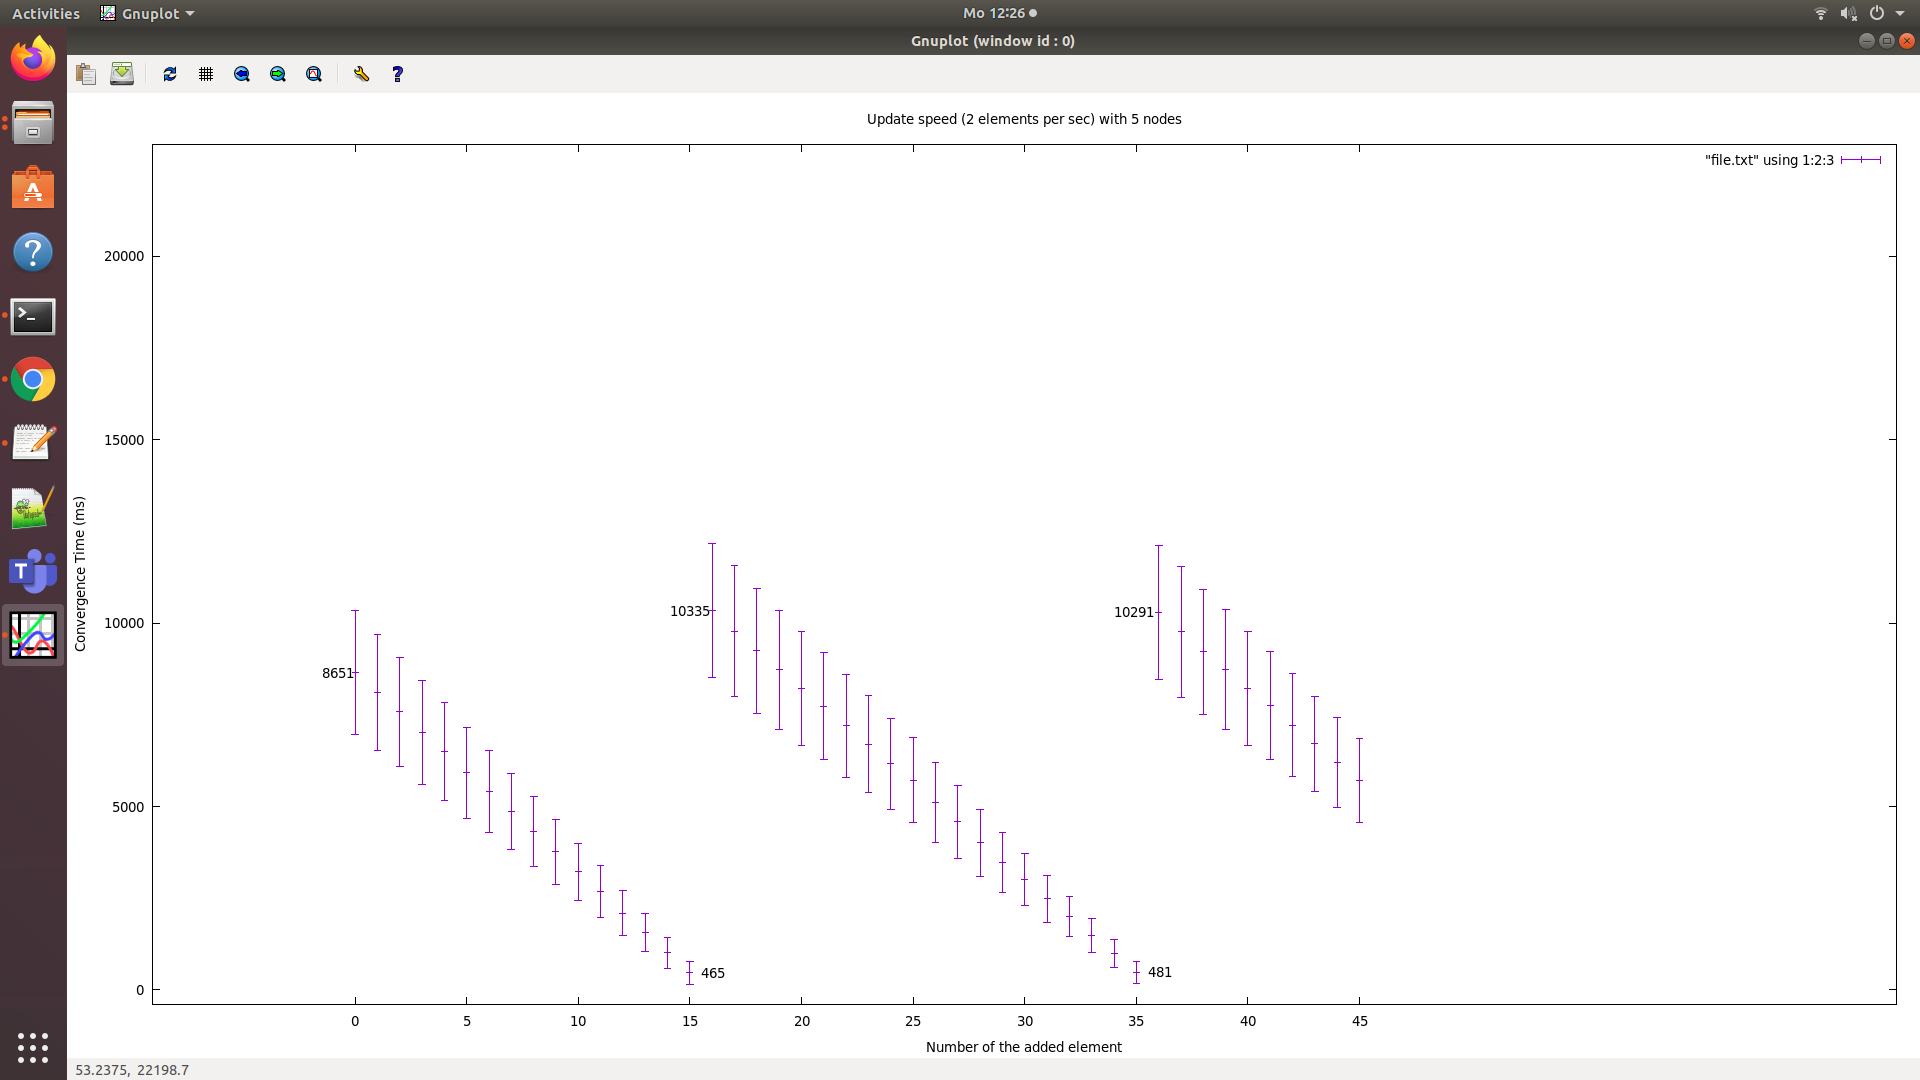 Activities
Gnuplot
Mo 12:26
Gnuplot (window id : 0)
Update speed (2 elements per sec) with 5 nodes
"file.txt" using 1:2:3
Convergence Time (ms)
20000
15000
10000
5000
0
8651
465
10335
481
10291
0 5 10 15 20 25 30 35 40 45
Number of the added element
53.2375, 22198.7